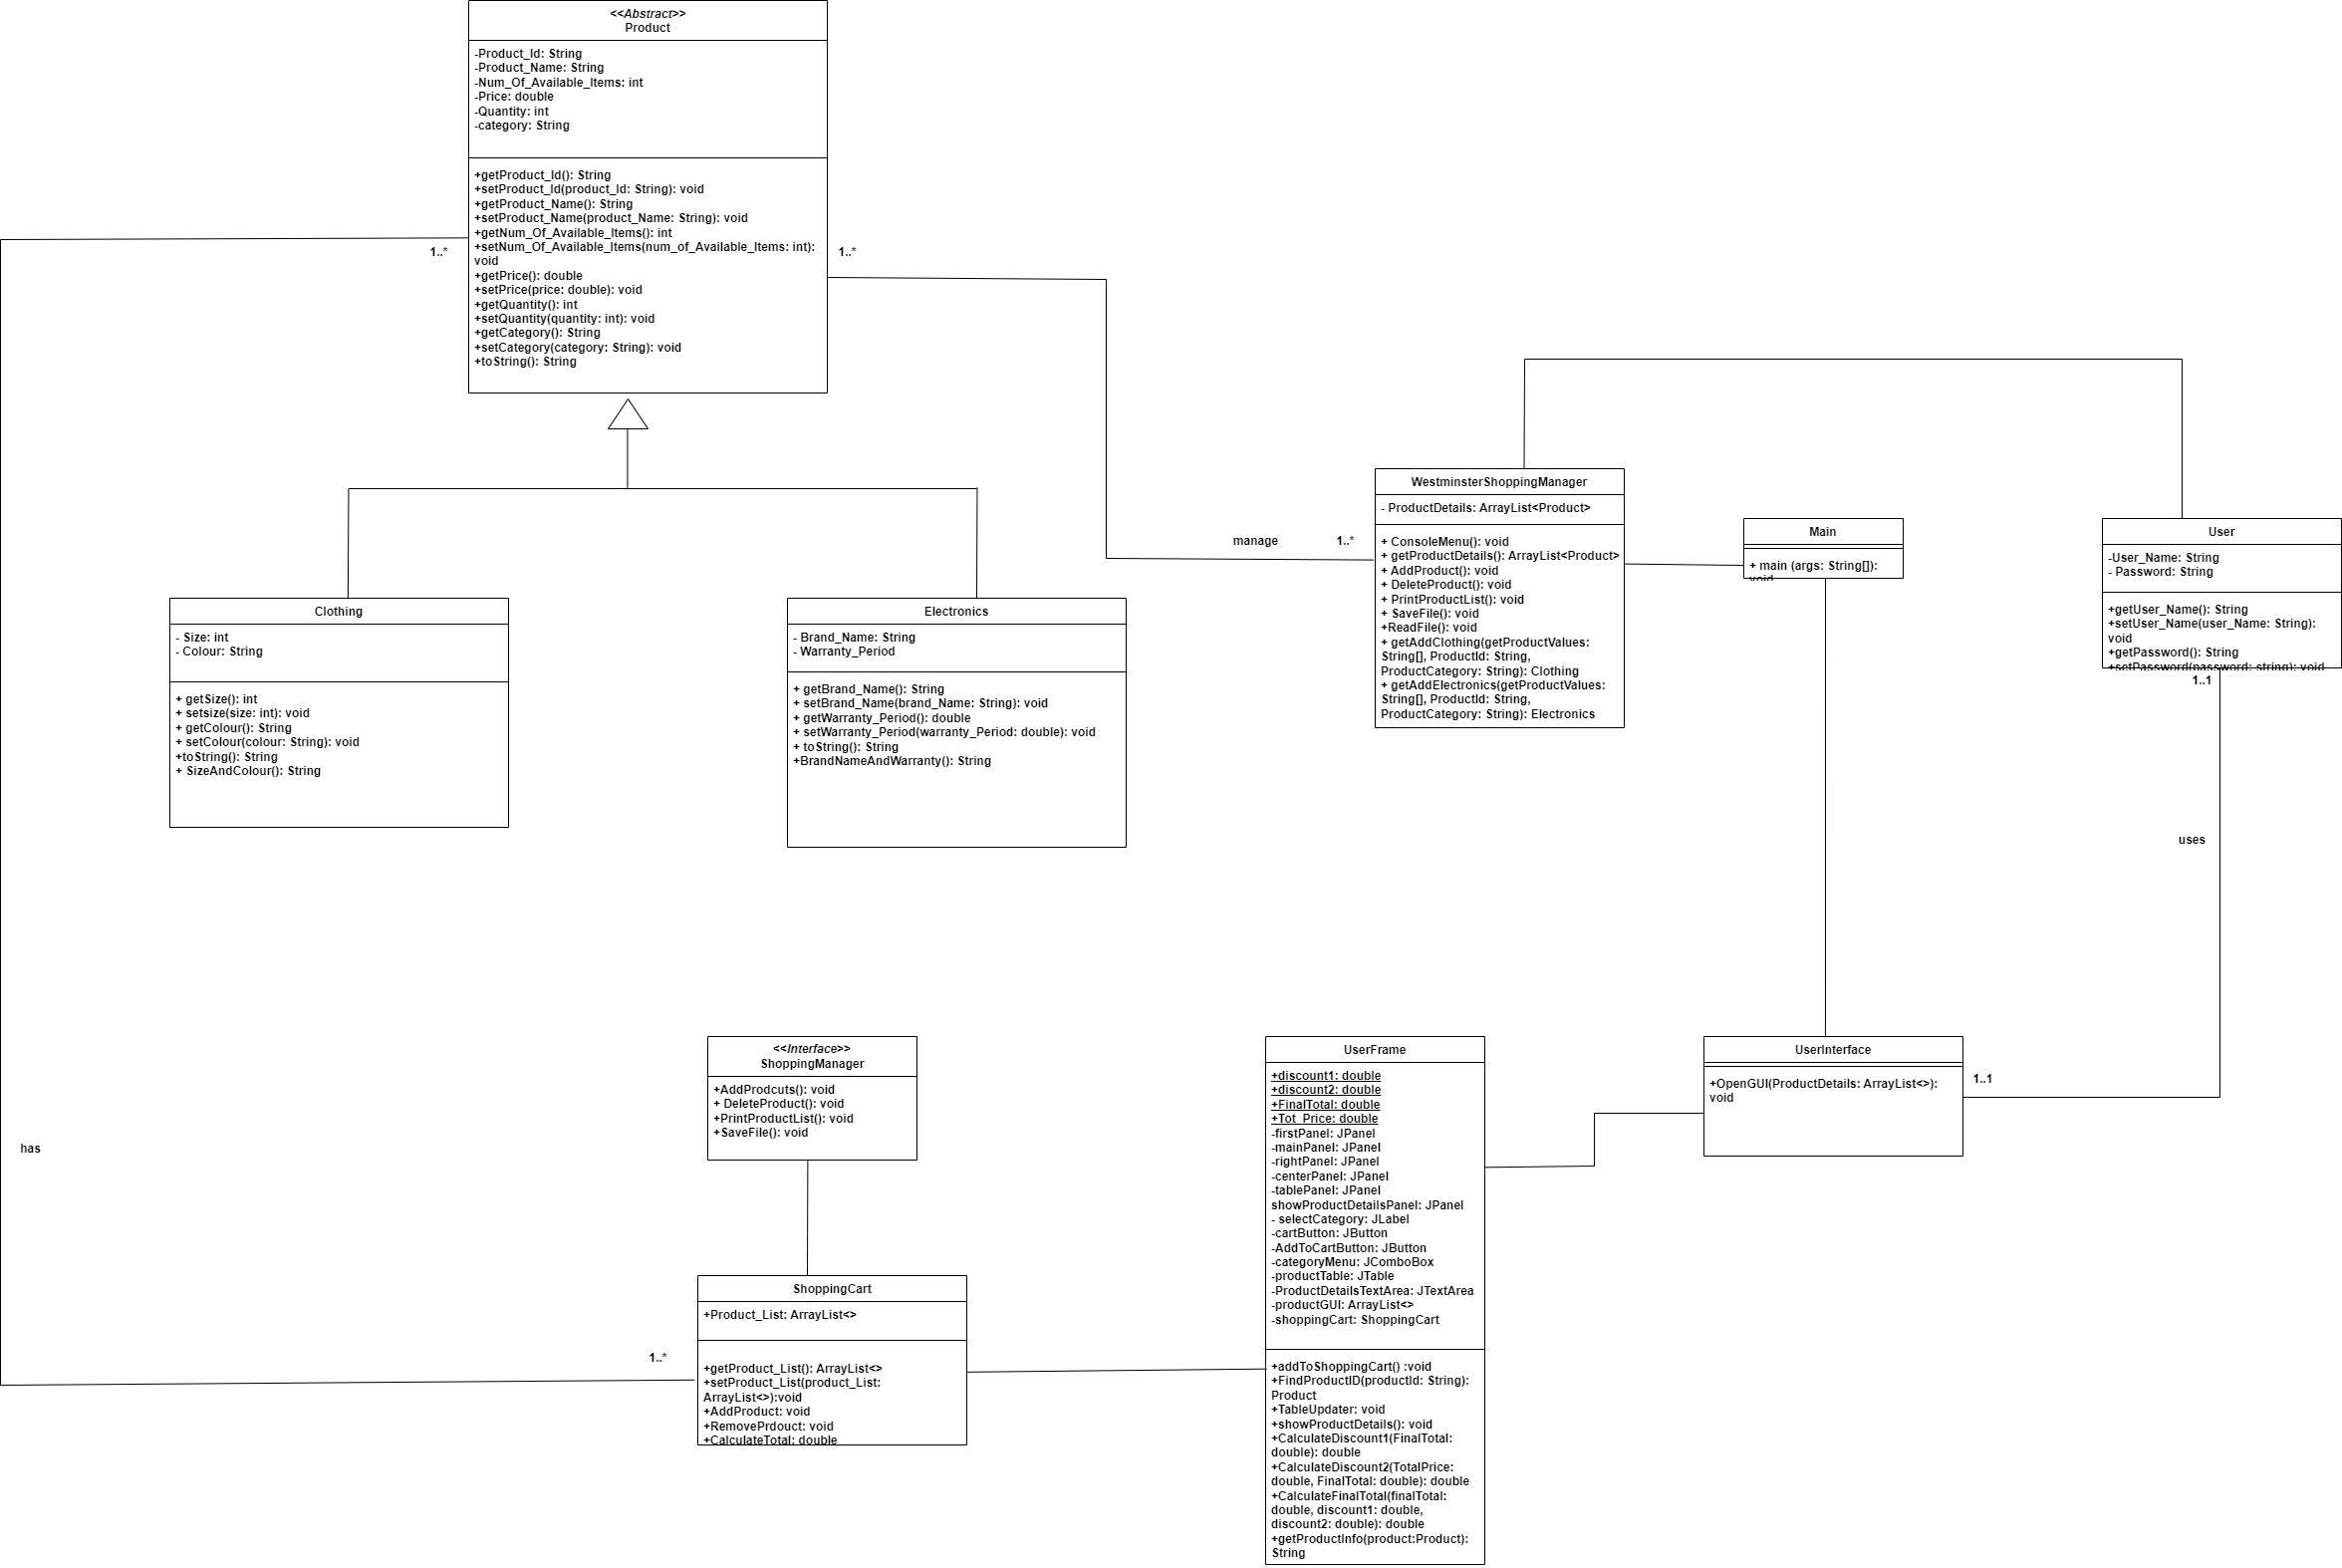 <<Abstract>>
Product
-Product_Id: String
-Product_Name: String
-Num_Of_Available_Items: int
-Price: double
-Quantity: int
-category: String
+getProduct_Id(): String
+setProduct_Id(product_Id: String): void
+getProduct_Name(): String
+setProduct_Name(product_Name: String): void
+getNum_Of_Available_Items(): int
+setNum_Of_Available_Items(num_of_Available_Items: int):
void
+getPrice(): double
+setPrice(price: double): void
+getQuantity(): int
+setQuantity(quantity: int): void
+getCategory(): String
+setCategory(category: String): void
+toString(): String
1..*
1..*
Clothing
- Size: int
- Colour: String
+ getSize(): int
+ setsize(size: int): void
+ getColour(): String
+ setColour(colour: String): void
+toString(): String
+ SizeAndColour(): String
Electronics
- Brand_Name: String
- Warranty_Period
+ getBrand_Name(): String
+ setBrand_Name(brand_Name: String): void
+ getWarranty_Period(): double
+ setWarranty_Period(warranty_Period: double): void
+ toString(): String
+BrandNameAndWarranty(): String
manage
1..*
WestminsterShoppingManager
- ProductDetails: ArrayList<Product>
+ ConsoleMenu(): void
+ getProductDetails(): ArrayList<Product>
+ AddProduct(): void
+ DeleteProduct(): void
+ PrintProductList(): void
+ SaveFile(): void
+ReadFile(): void
+ getAddClothing(getProductValues:
String[], ProductId: String,
ProductCategory: String): Clothing
+ getAddElectronics(getProductValues:
String[], ProductId: String,
ProductCategory: String): Electronics
Main
+ main (args: String[]):
void
User
-User_Name: String
- Password: String
+getUser_Name(): String
+setUser_Name(user_Name: String):
void
+getPassword(): String
+setPassword(password: string): void
1..1
uses
has
<<Interface>>
ShoppingManager
+AddProdcuts(): void
+ DeleteProduct(): void
+PrintProductList(): void
+SaveFile(): void
1..*
ShoppingCart
+Product_List: ArrayList<>
+getProduct_List(): ArrayList<>
+setProduct_List(product_List:
ArrayList<>):void
+AddProduct: void
+RemovePrdouct: void
+CalculateTotal: double
UserFrame
+discount1: double
+discount2: double
+FinalTotal: double
+Tot_Price: double
-firstPanel: JPanel
-mainPanel: JPanel
-rightPanel: JPanel
-centerPanel: JPanel
-tablePanel: JPanel
showProductDetailsPanel: JPanel
- selectCategory: JLabel
-cartButton: JButton
-AddToCartButton: JButton
-categoryMenu: JComboBox
-productTable: JTable
-ProductDetailsTextArea: JTextArea
-productGUI: ArrayList<>
-shoppingCart: ShoppingCart
+addToShoppingCart() :void
+FindProductID(productId: String):
Product
+TableUpdater: void
+showProductDetails(): void
+CalculateDiscount1(FinalTotal:
double): double
+CalculateDiscount2(TotalPrice:
double, FinalTotal: double): double
+CalculateFinalTotal(finalTotal:
double, discount1: double,
discount2: double): double
+getProductInfo(product:Product):
String
UserInterface
+OpenGUI(ProductDetails: ArrayList<>):
void
1..1